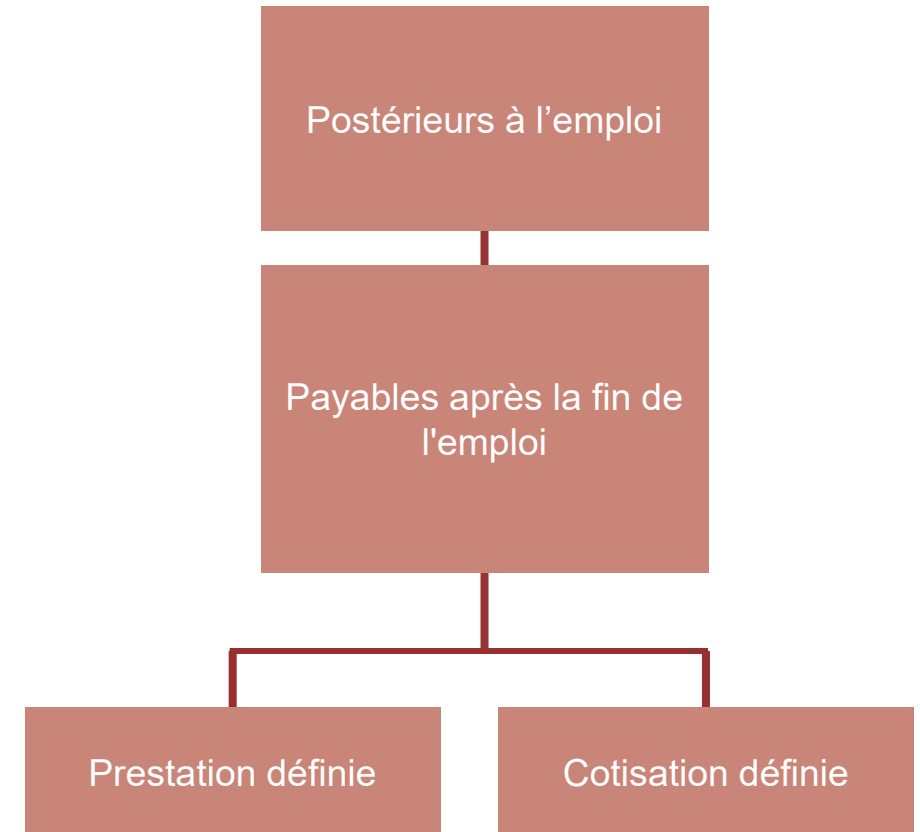 Postérieurs à l’emploi
Payables après la fin de
l'emploi
Prestation définie
Cotisation définie